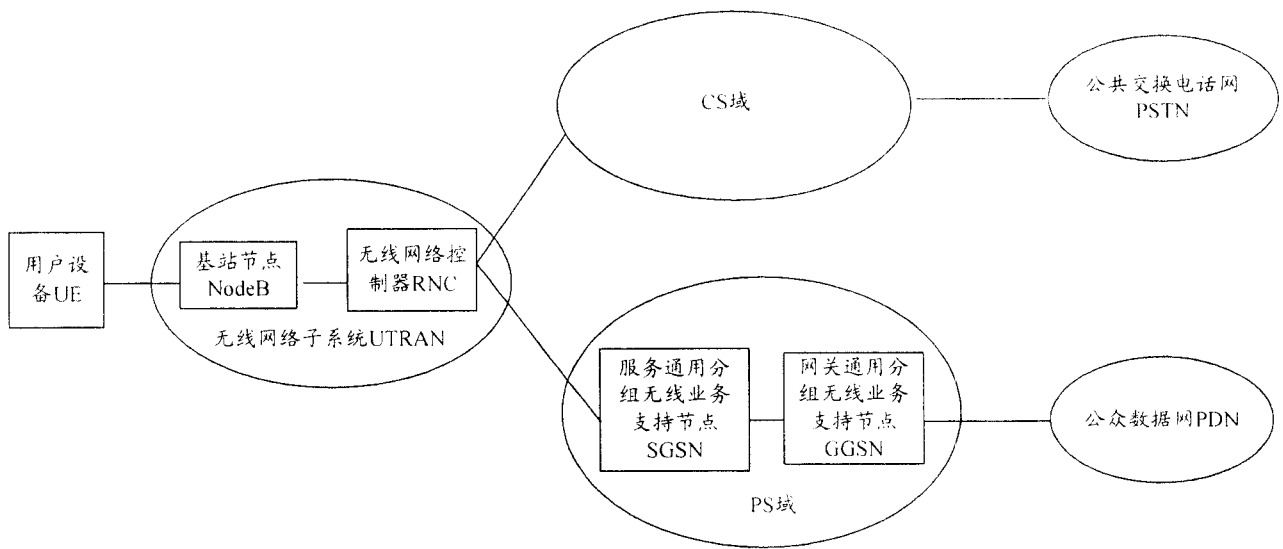 CS域
公共交换电话网
PSTN
用户设
备UE
基站节点
NodeB
无线网络控
制器RNC
无线网络子系统UTRAN
服务通用分
组无线业务
支持节点
SGSN
网关通用分
组无线业务
支持节点
GGSN
PS域
公众数据网PDN